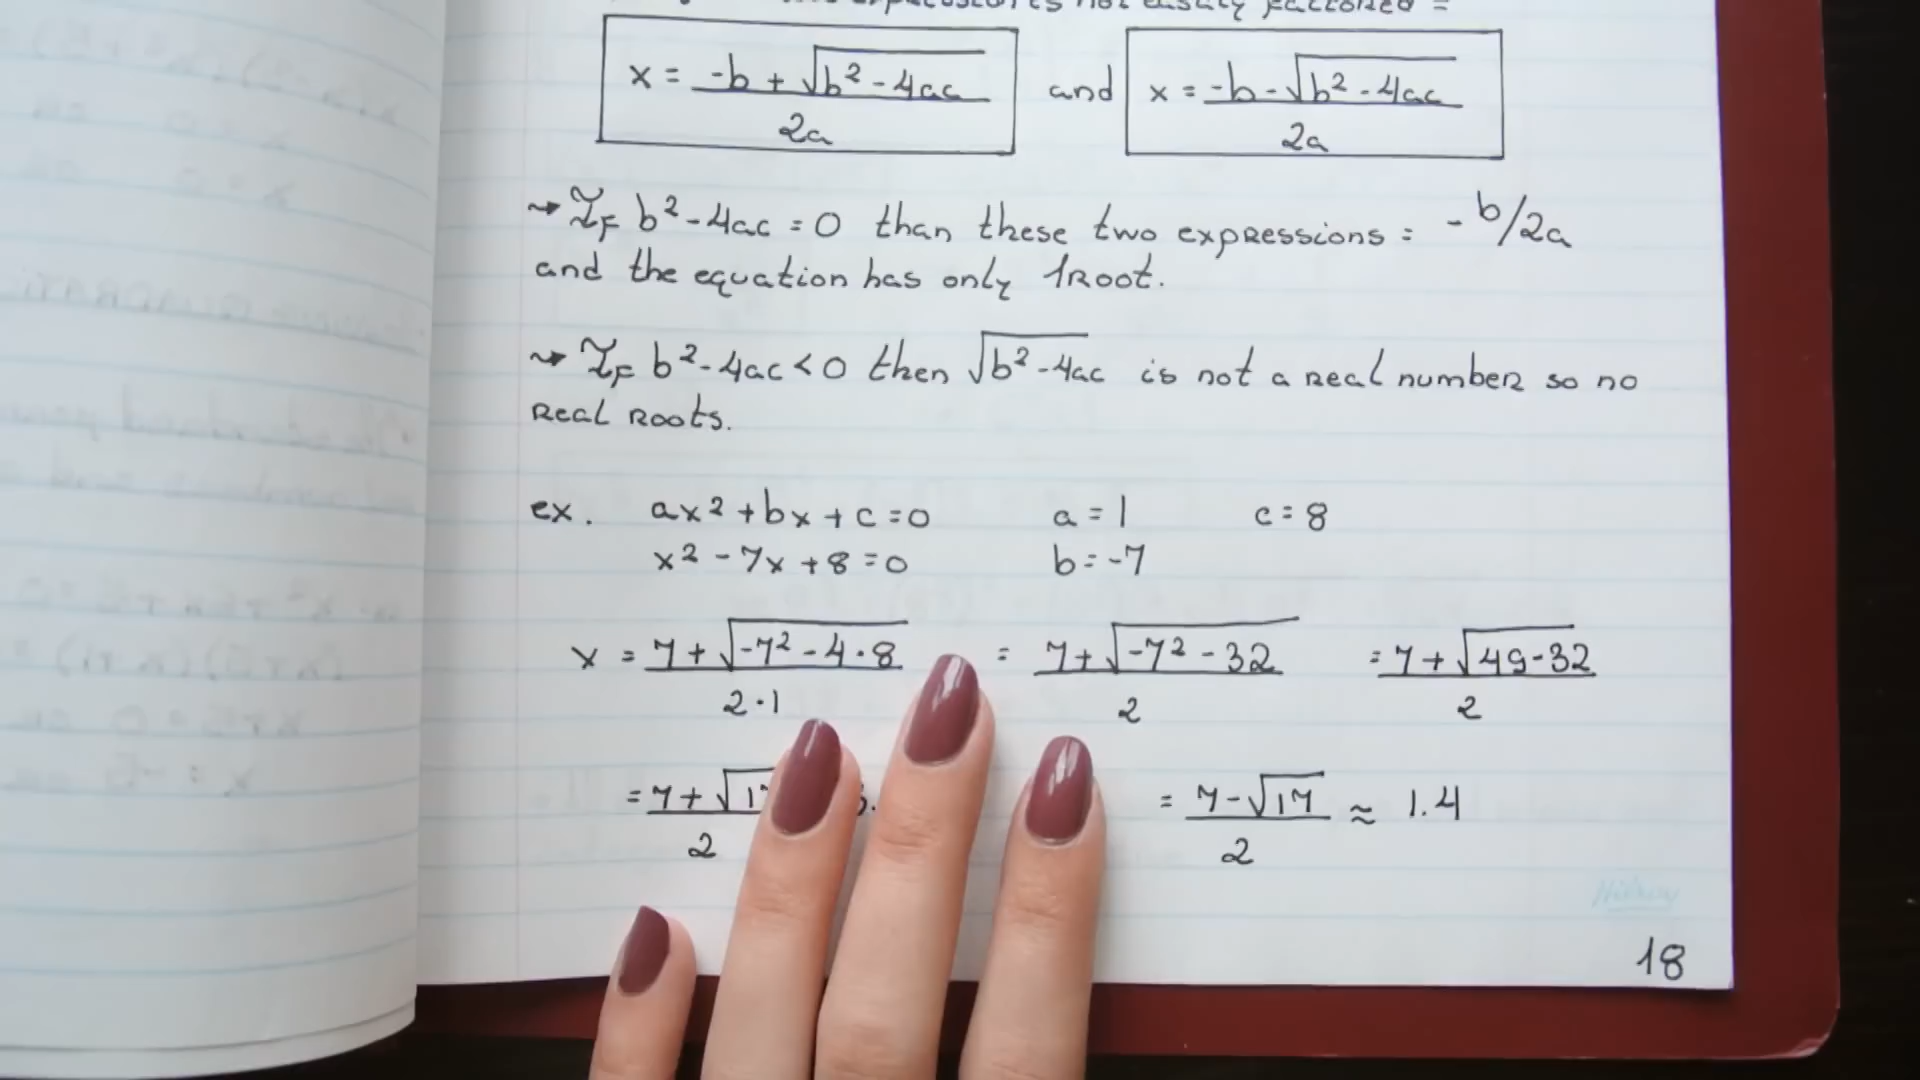 x = -b + √b² - 4ac / 2a and x = -b - √b² - 4ac / 2a
→ If b² - 4ac = 0 than these two expressions = -b/2a
and the equation has only 1 root.
→ If b² - 4ac < 0 then √b² - 4ac is not a real number so no
real roots.
ex. ax² + bx + c = 0 a = 1 c = 8
x² - 7x + 8 = 0 b = -7
x = 7 + √-7² - 4 · 8 / 2 · 1 = 7 + √-7² - 32 / 2 = 7 + √49 - 32 / 2
= 7 + √1 / 2 = 7 - √17 / 2 ≈ 1.4
18